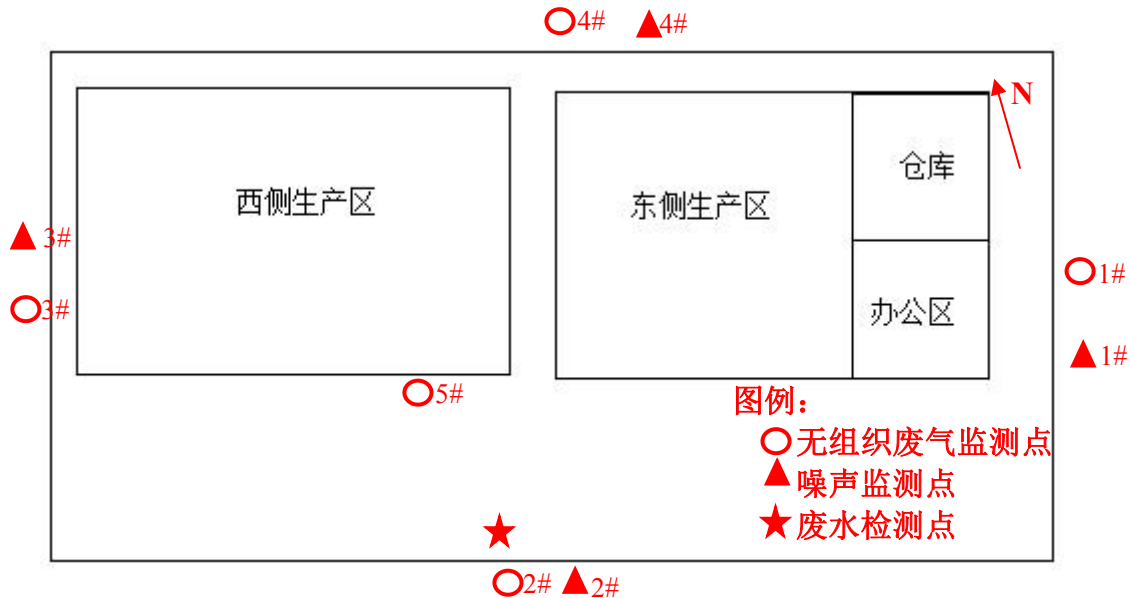 4# 4#
N
仓库
西侧生产区 东侧生产区
3#
1#
3#
办公区
1#
5#
图例：
无组织废气监测点
噪声监测点
废水检测点
2# 2#